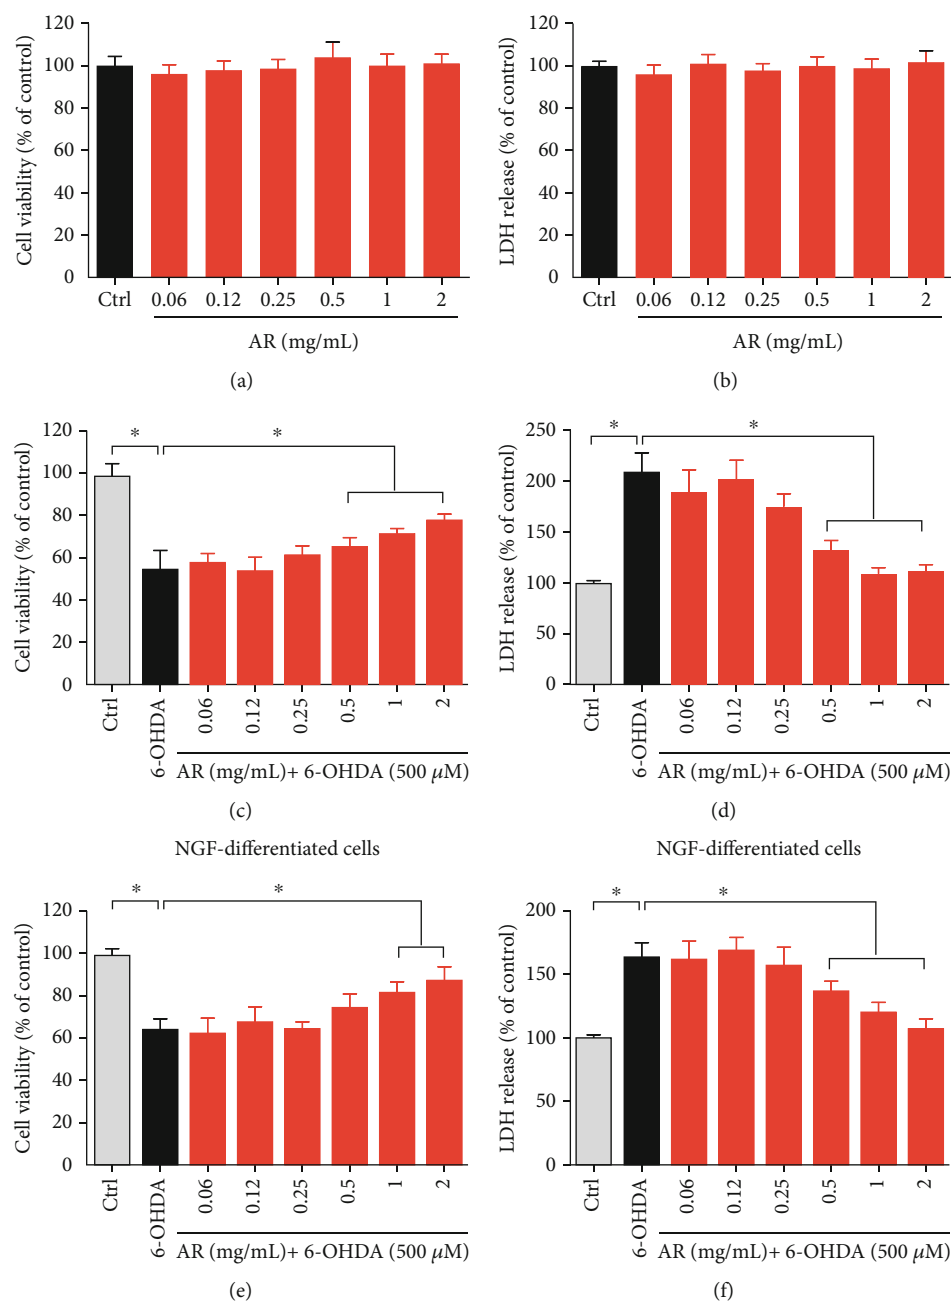 Cell viability (% of control)
120
100
80
60
40
20
0
Ctrl 0.06 0.12 0.25 0.5 1 2
AR (mg/mL)
(a)
LDH release (% of control)
120
100
80
60
40
20
0
Ctrl 0.06 0.12 0.25 0.5 1 2
AR (mg/mL)
(b)
Cell viability (% of control)
120
100
80
60
40
20
0
* *
Ctrl 6-OHDA 0.06 0.12 0.25 0.5 1 2
AR (mg/mL)+ 6-OHDA (500 μM)
(c)
LDH release (% of control)
250
200
150
100
50
0
* *
Ctrl 6-OHDA 0.06 0.12 0.25 0.5 1 2
AR (mg/mL)+ 6-OHDA (500 μM)
(d)
NGF-differentiated cells
Cell viability (% of control)
120
100
80
60
40
20
0
* *
Ctrl 6-OHDA 0.06 0.12 0.25 0.5 1 2
AR (mg/mL)+ 6-OHDA (500 μM)
(e)
NGF-differentiated cells
LDH release (% of control)
200
150
100
50
0
* *
Ctrl 6-OHDA 0.06 0.12 0.25 0.5 1 2
AR (mg/mL)+ 6-OHDA (500 μM)
(f)